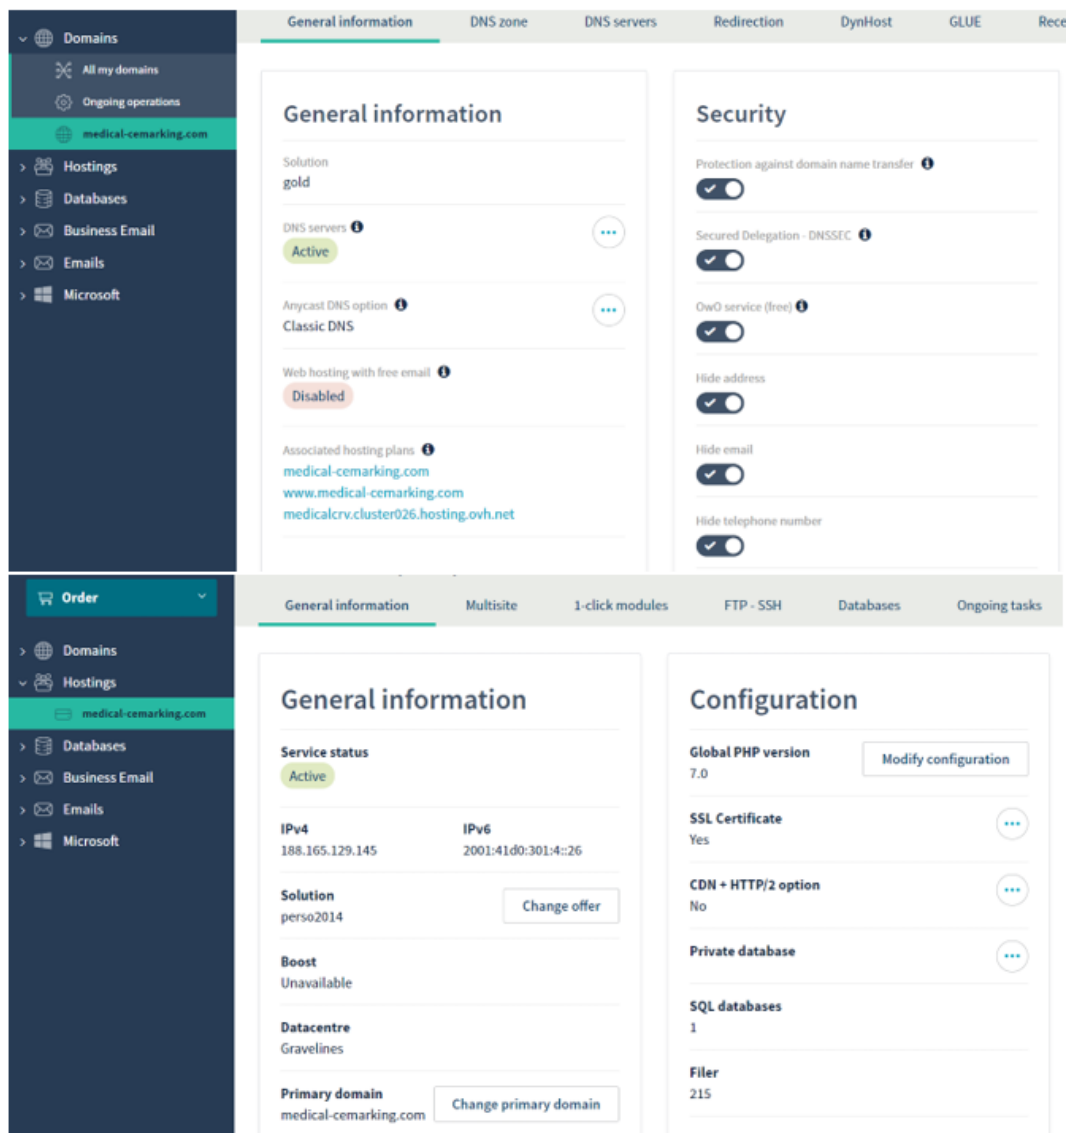 Domains
All my domains
Ongoing operations
medical-cemarking.com
Hostings
Databases
Business Email
Emails
Microsoft
General information DNS zone DNS servers Redirection DynHost GLUE Rece
General information
Solution
gold
DNS servers
Active
Anycast DNS option
Classic DNS
Web hosting with free email
Disabled
Associated hosting plans
medical-cemarking.com
www.medical-cemarking.com
medicalcrv.cluster026.hosting.ovh.net
Security
Protection against domain name transfer
Secured Delegation - DNSSEC
OwO service (free)
Hide address
Hide email
Hide telephone number
Order
Domains
Hostings
medical-cemarking.com
Databases
Business Email
Emails
Microsoft
General information Multisite 1-click modules FTP - SSH Databases Ongoing tasks
General information
Service status
Active
IPv4 IPv6
188.165.129.145 2001:41d0:301:4::26
Solution
perso2014
Change offer
Boost
Unavailable
Datacentre
Gravelines
Primary domain
medical-cemarking.com
Change primary domain
Configuration
Global PHP version
7.0
Modify configuration
SSL Certificate
Yes
CDN + HTTP/2 option
No
Private database
SQL databases
1
Filer
215